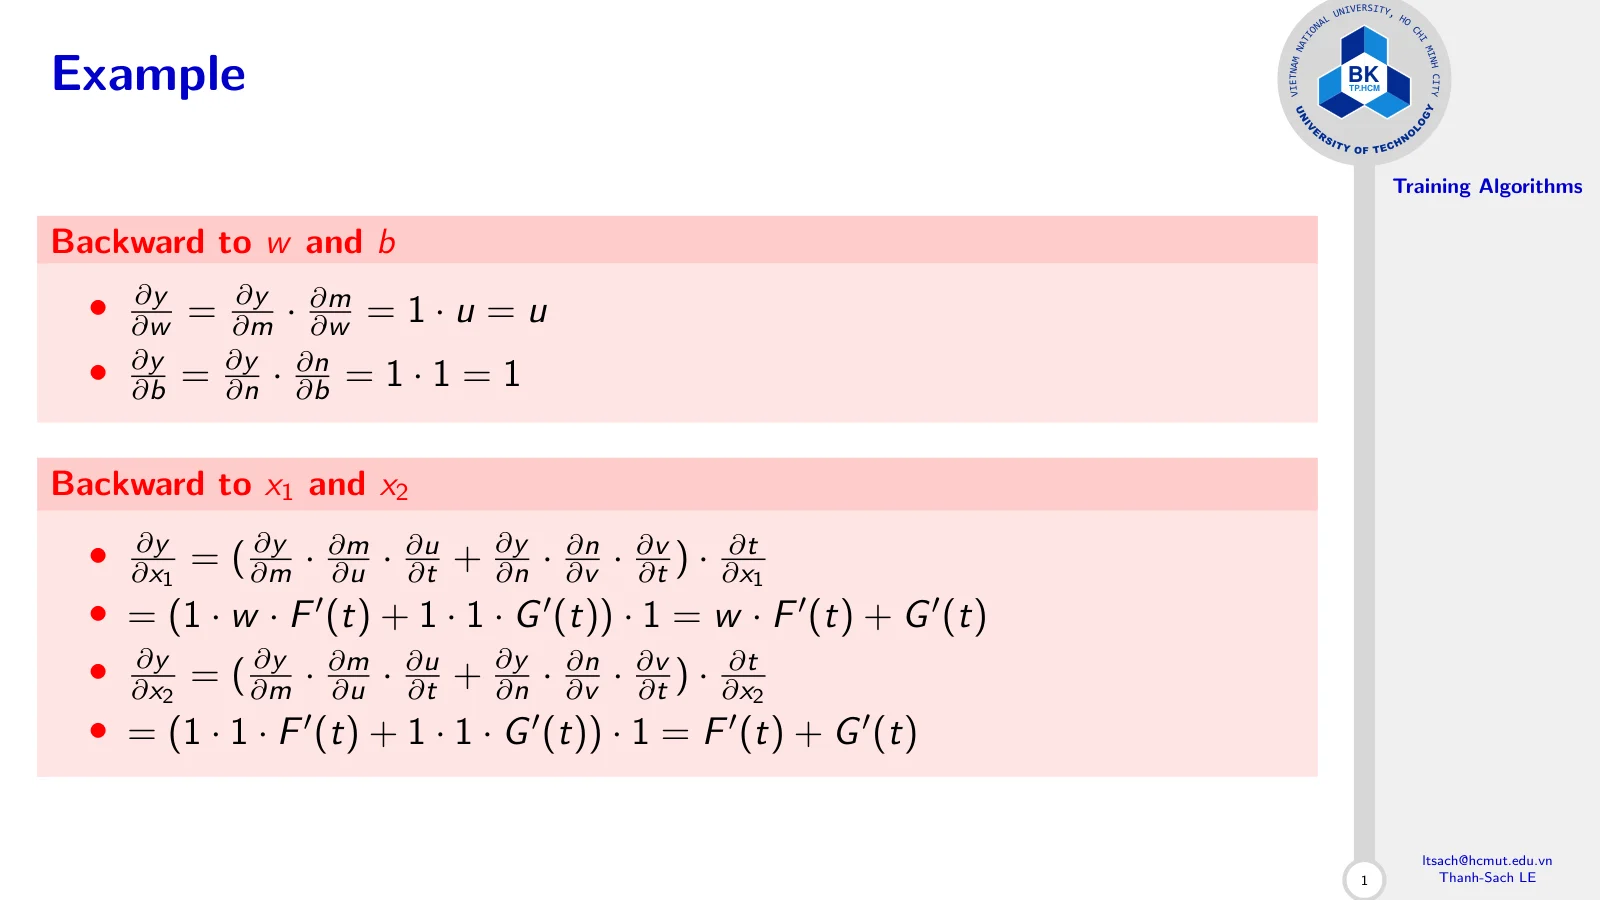 Example
VIETNAM NATIONAL UNIVERSITY, HO CHI MINH CITY
BK
TP.HCM
UNIVERSITY OF TECHNOLOGY
Training Algorithms
Backward to w and b
• ∂y/∂w = ∂y/∂m · ∂m/∂w = 1 · u = u
• ∂y/∂b = ∂y/∂n · ∂n/∂b = 1 · 1 = 1
Backward to x₁ and x₂
• ∂y/∂x₁ = (∂y/∂m · ∂m/∂u · ∂u/∂t + ∂y/∂n · ∂n/∂v · ∂v/∂t) · ∂t/∂x₁
• = (1 · w · F′(t) + 1 · 1 · G′(t)) · 1 = w · F′(t) + G′(t)
• ∂y/∂x₂ = (∂y/∂m · ∂m/∂u · ∂u/∂t + ∂y/∂n · ∂n/∂v · ∂v/∂t) · ∂t/∂x₂
• = (1 · 1 · F′(t) + 1 · 1 · G′(t)) · 1 = F′(t) + G′(t)
ltsach@hcmut.edu.vn
Thanh-Sach LE
1